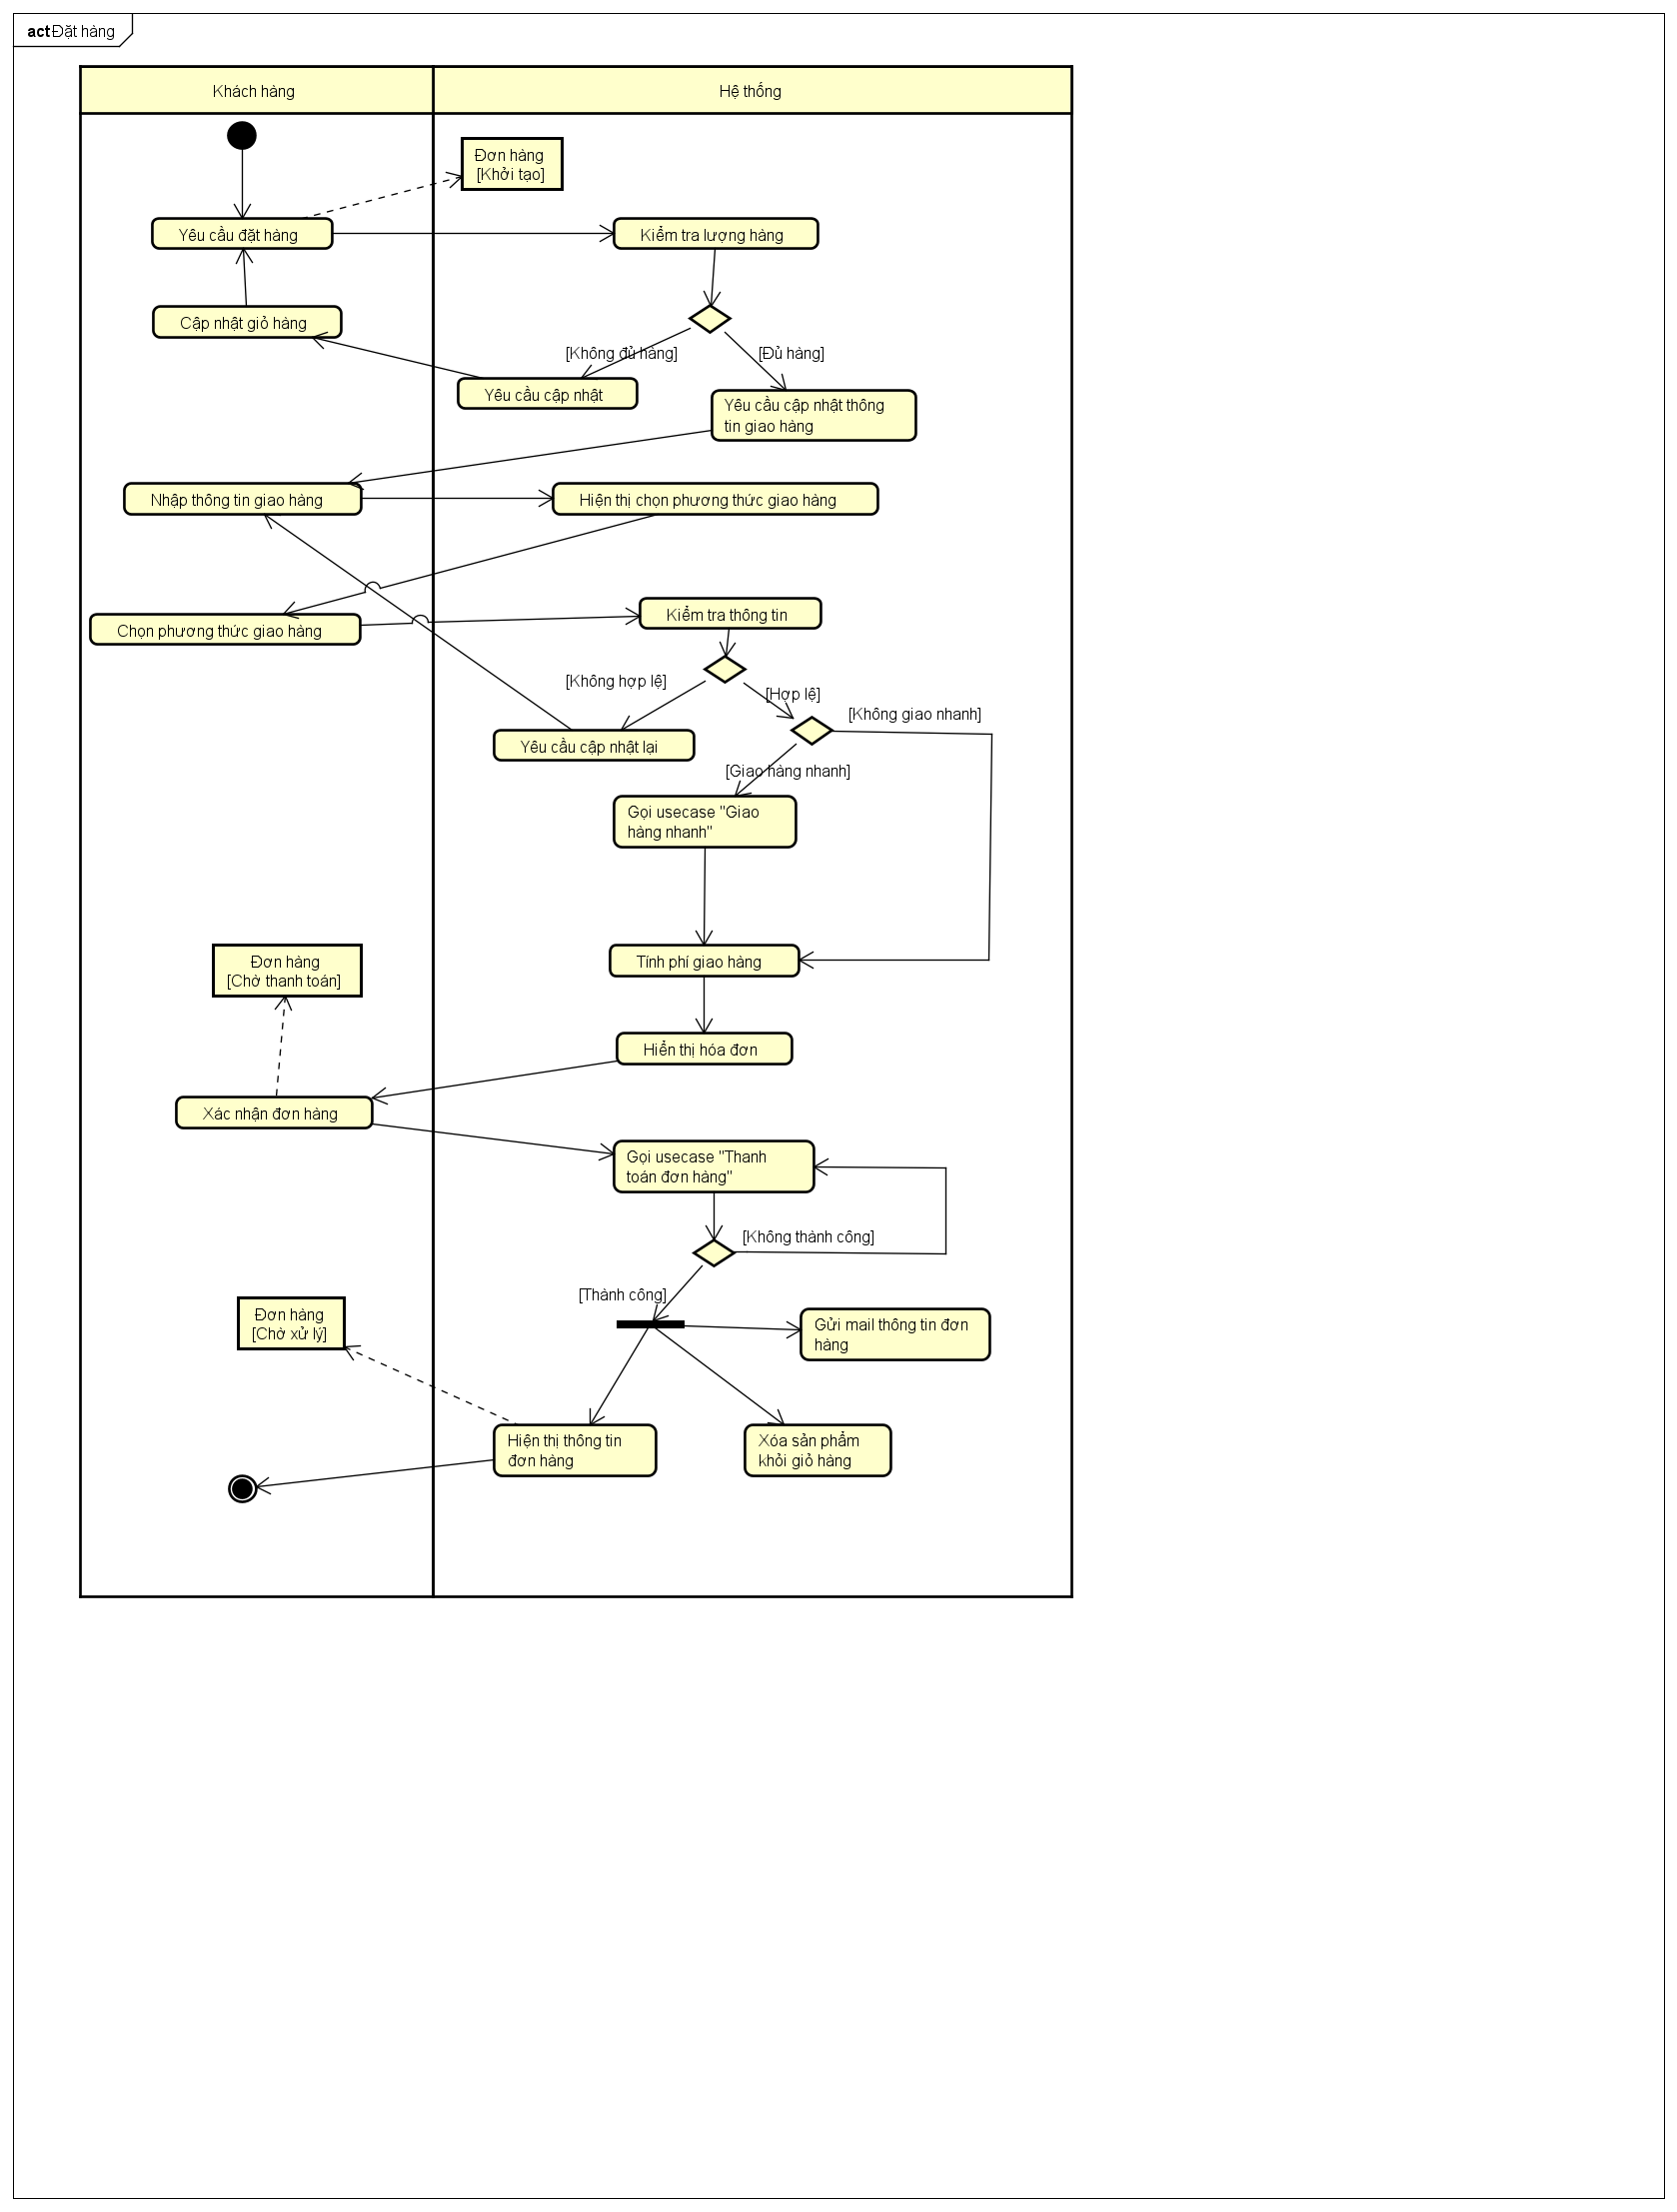 act Đặt hàng
Khách hàng
Hệ thống
Đơn hàng
[Khởi tạo]
Yêu cầu đặt hàng
Kiểm tra lượng hàng
Cập nhật giỏ hàng
[Không đủ hàng]
[Đủ hàng]
Yêu cầu cập nhật
Yêu cầu cập nhật thông
tin giao hàng
Nhập thông tin giao hàng
Hiện thị chọn phương thức giao hàng
Chọn phương thức giao hàng
Kiểm tra thông tin
[Không hợp lệ]
[Hợp lệ]
[Không giao nhanh]
Yêu cầu cập nhật lại
[Giao hàng nhanh]
Gọi usecase "Giao
hàng nhanh"
Đơn hàng
[Chờ thanh toán]
Tính phí giao hàng
Hiển thị hóa đơn
Xác nhận đơn hàng
Gọi usecase "Thanh
toán đơn hàng"
[Không thành công]
[Thành công]
Đơn hàng
[Chờ xử lý]
Gửi mail thông tin đơn
hàng
Hiện thị thông tin
đơn hàng
Xóa sản phẩm
khỏi giỏ hàng